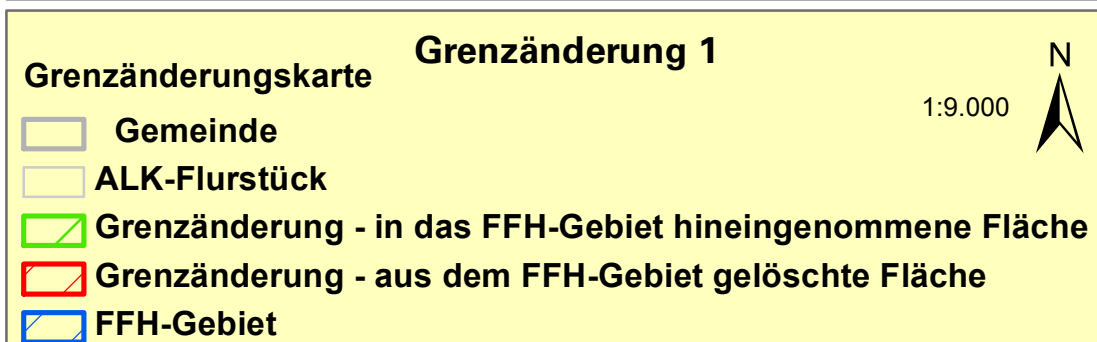 Grenzänderung 1
N
Grenzänderungskarte
1:9.000
Gemeinde
ALK-Flurstück
Grenzänderung - in das FFH-Gebiet hineingenommene Fläche
Grenzänderung - aus dem FFH-Gebiet gelöschte Fläche
FFH-Gebiet